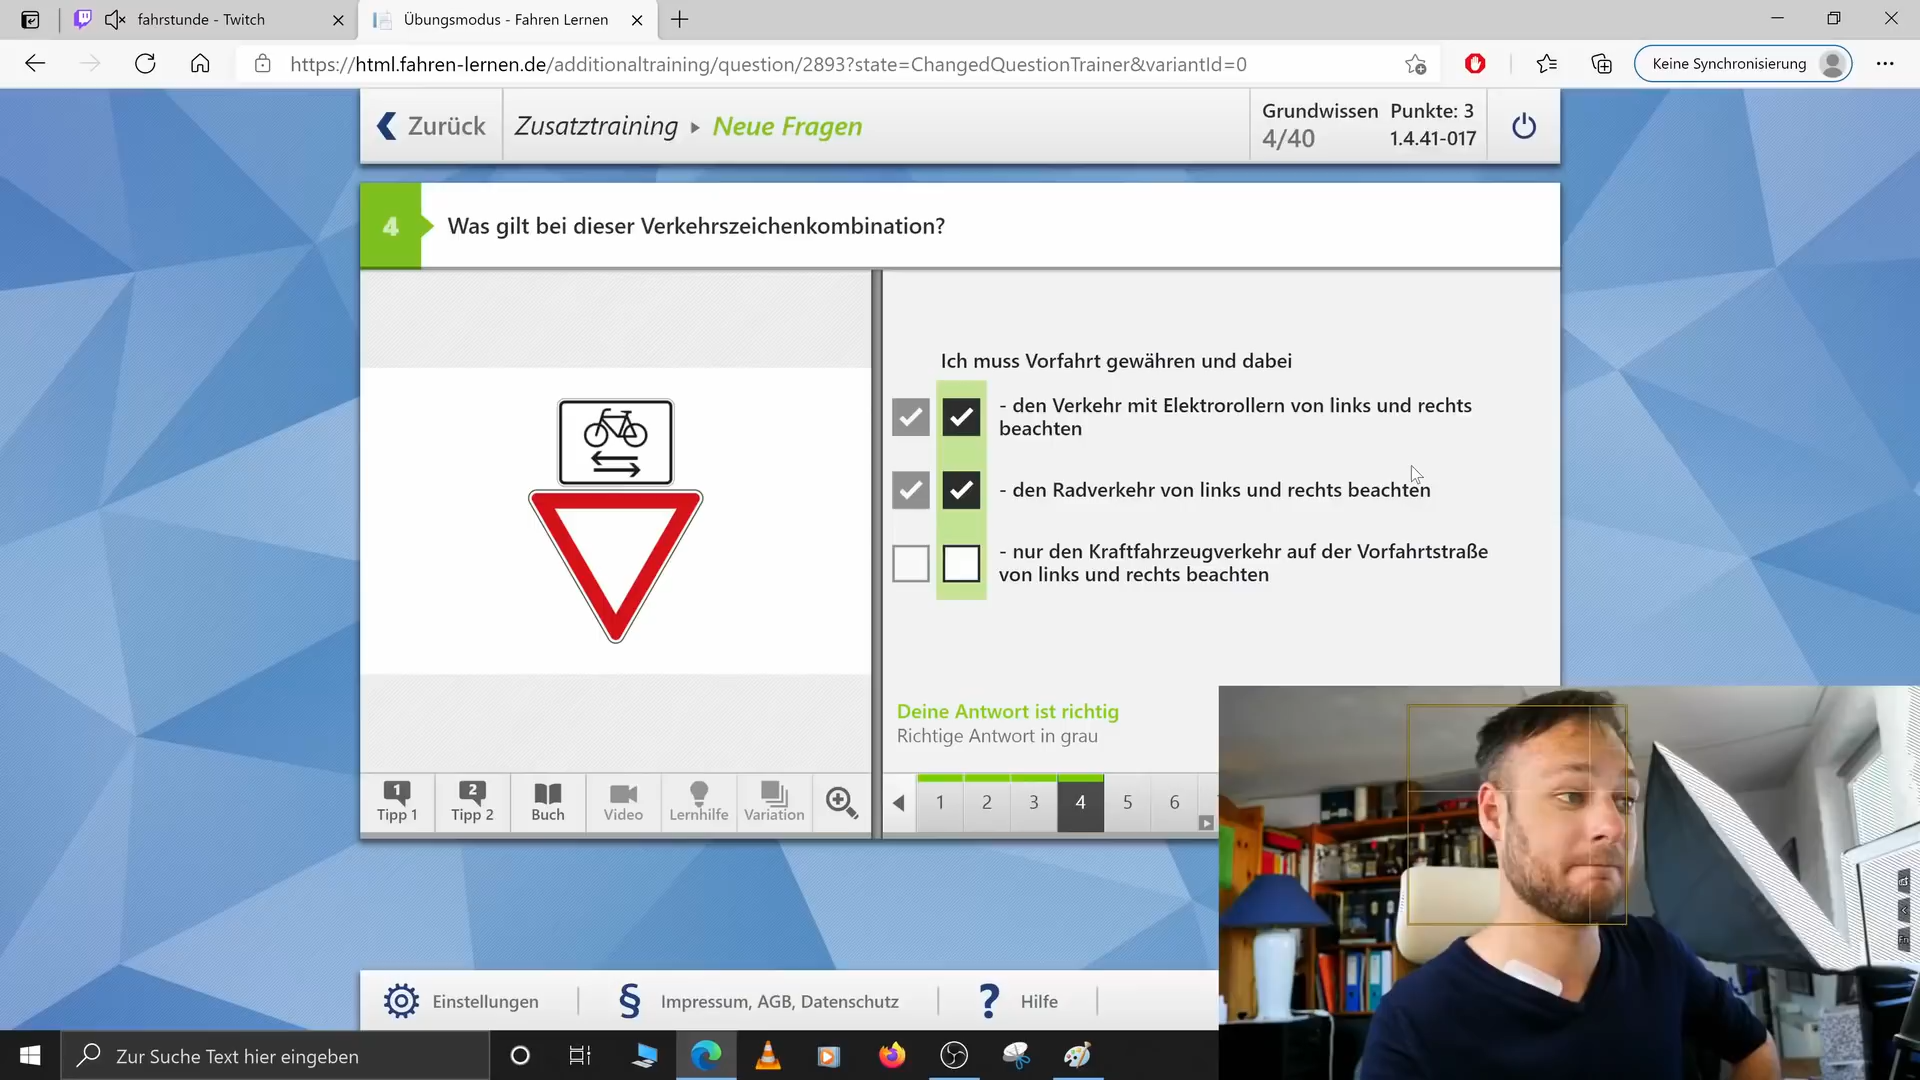 fahrstunde - Twitch
Übungsmodus - Fahren Lernen
https://html.fahren-lernen.de/additionaltraining/question/2893?state=ChangedQuestionTrainer&variantId=0
Keine Synchronisierung
Zurück
Zusatztraining ▸ Neue Fragen
Grundwissen
4/40
Punkte: 3
1.4.41-017
4
Was gilt bei dieser Verkehrszeichenkombination?
Ich muss Vorfahrt gewähren und dabei
- den Verkehr mit Elektrorollern von links und rechts
beachten
- den Radverkehr von links und rechts beachten
- nur den Kraftfahrzeugverkehr auf der Vorfahrtstraße
von links und rechts beachten
Deine Antwort ist richtig
Richtige Antwort in grau
1
Tipp 1
2
Tipp 2
Buch
Video
Lernhilfe
Variation
1 2 3 4 5 6
Einstellungen
§ Impressum, AGB, Datenschutz
? Hilfe
Zur Suche Text hier eingeben